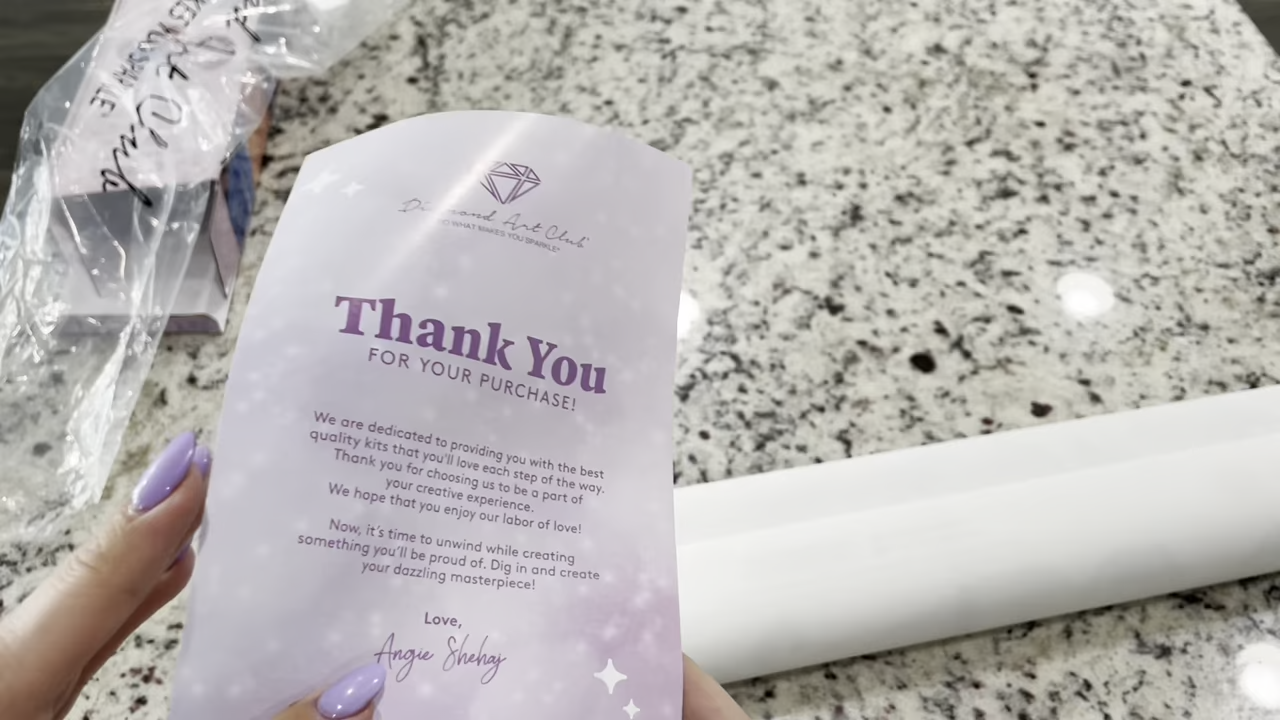 Diamond Art Club
WHAT MAKES YOU SPARKLE
Thank You
FOR YOUR PURCHASE!
We are dedicated to providing you with the best
quality kits that you'll love each step of the way.
Thank you for choosing us to be a part of
your creative experience.
We hope that you enjoy our labor of love!
Now, it's time to unwind while creating
something you'll be proud of. Dig in and create
your dazzling masterpiece!
Love,
Angie Shehaj